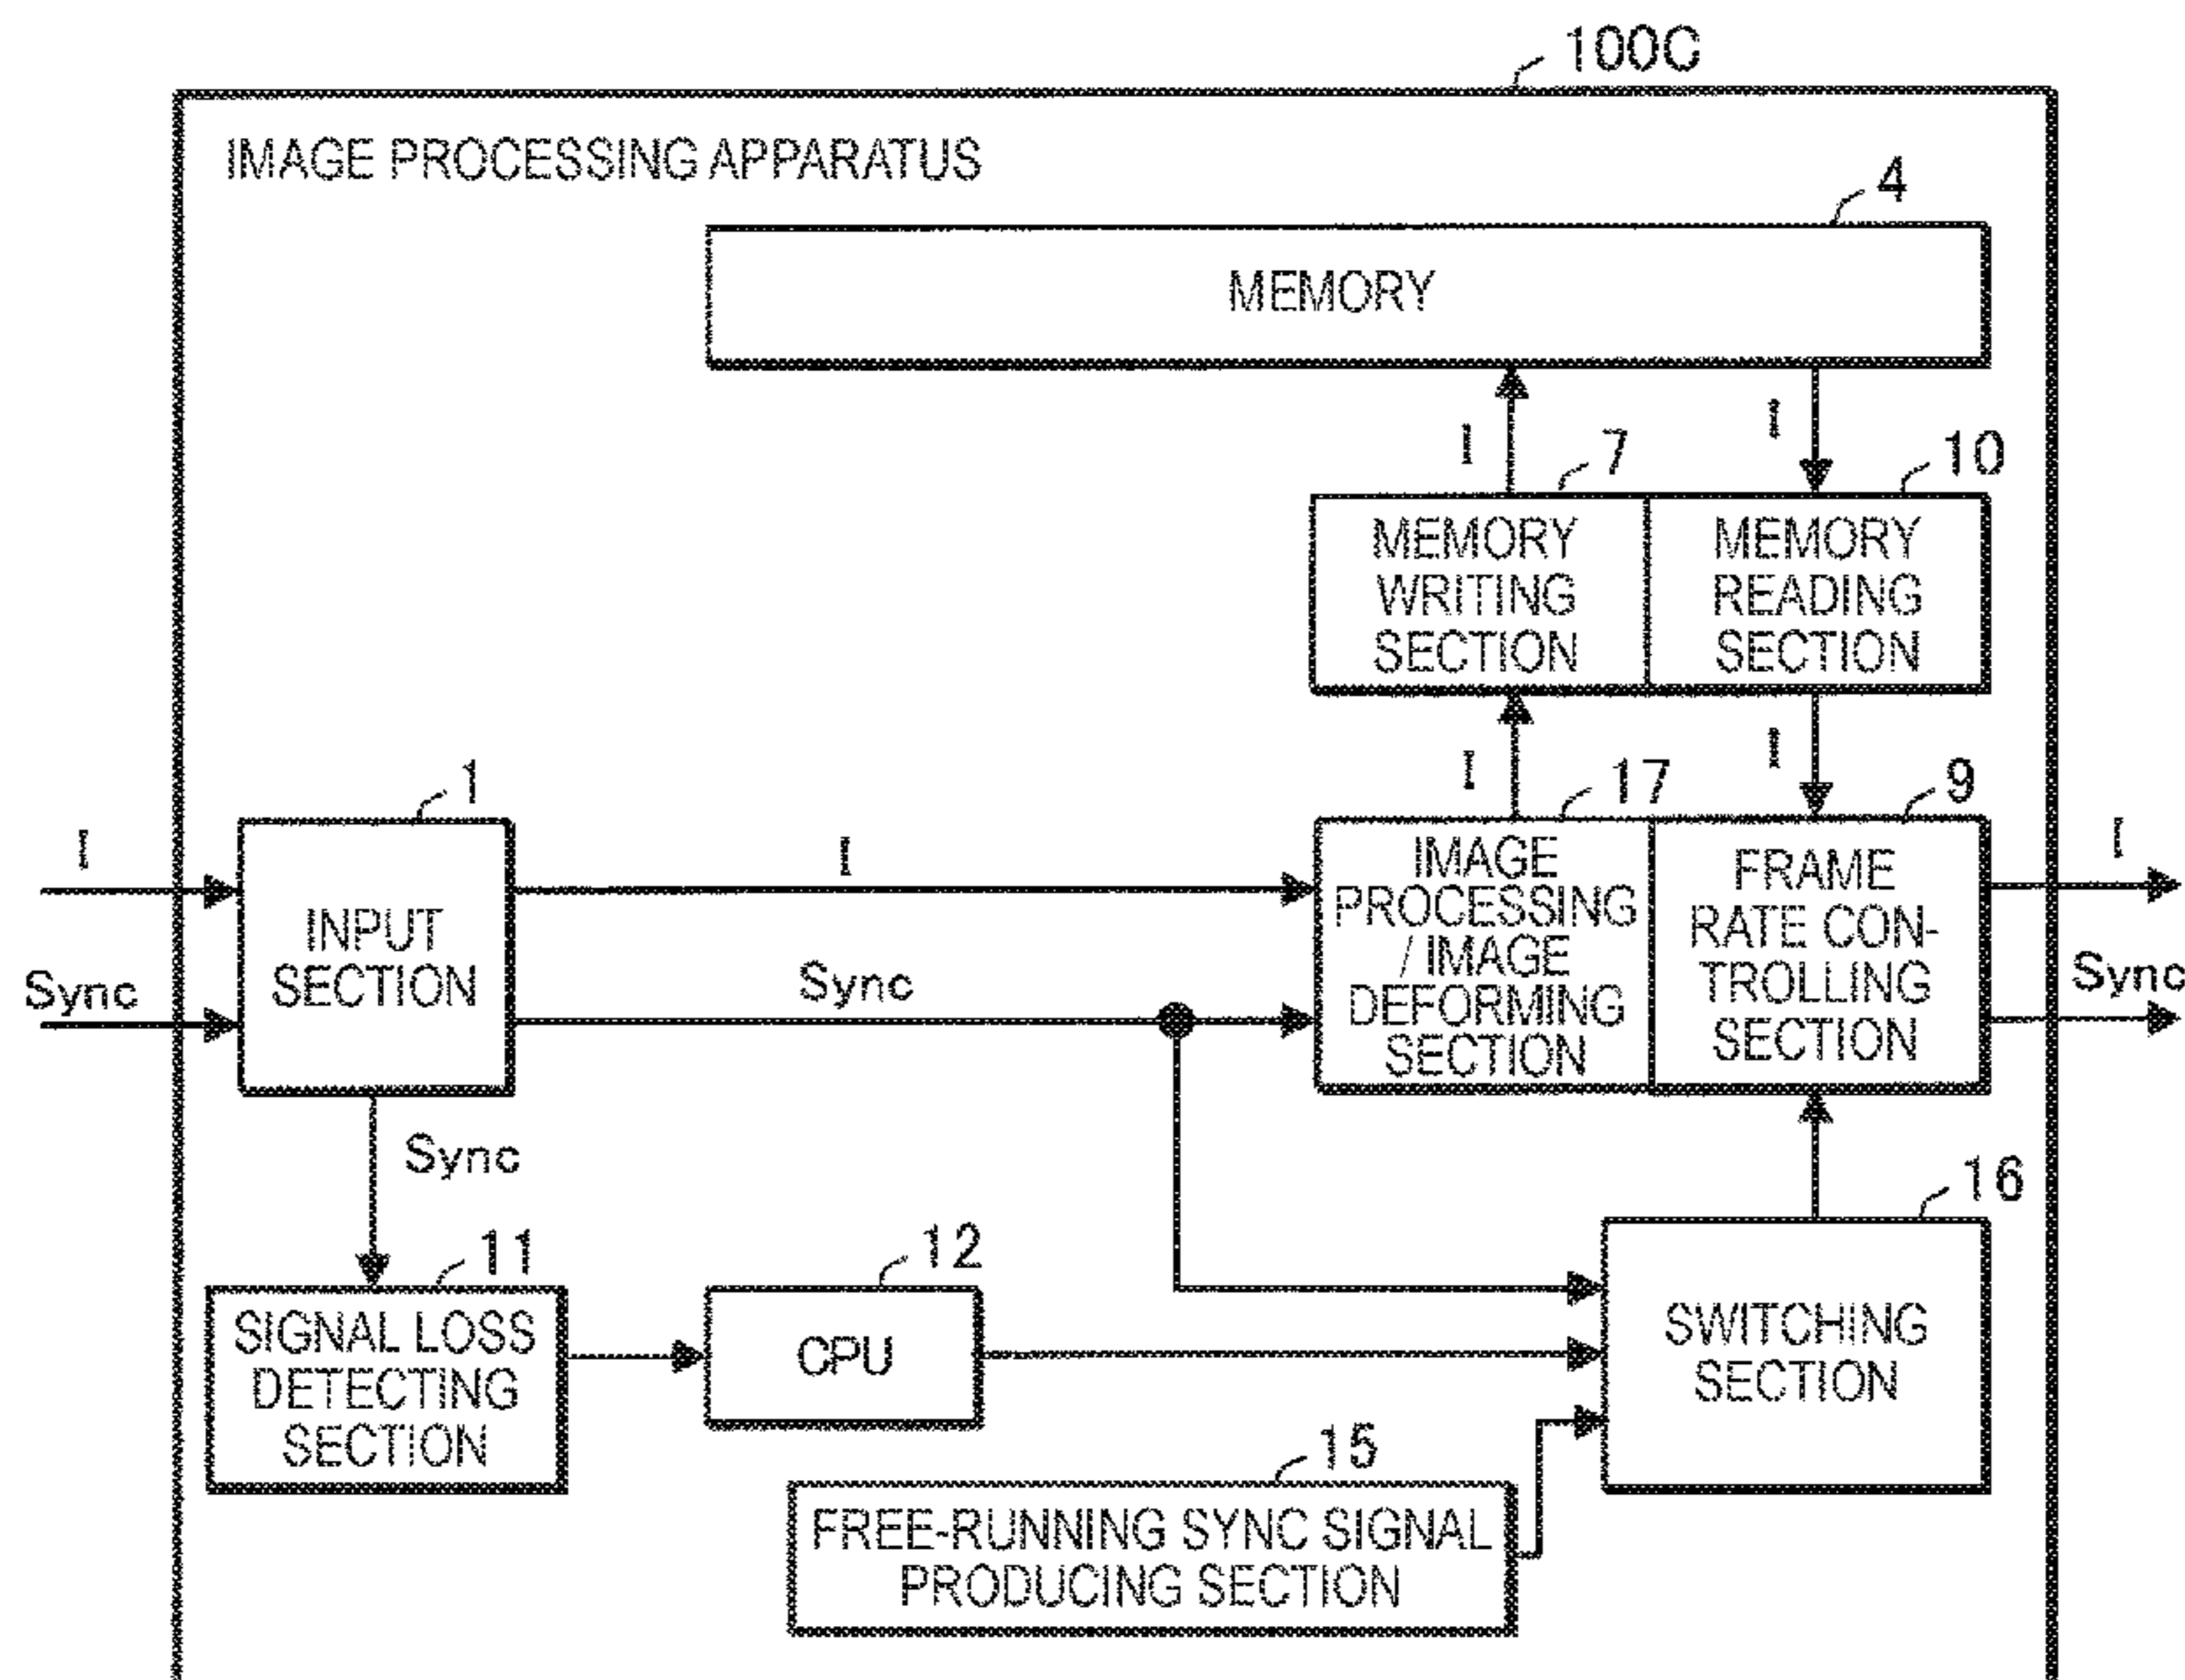 100C
IMAGE PROCESSING APPARATUS
4
MEMORY
I
I
7
10
MEMORY
WRITING
SECTION
MEMORY
READING
SECTION
I
I
1
17
9
I
INPUT
SECTION
I
IMAGE
PROCESSING
/ IMAGE
DEFORMING
SECTION
FRAME
RATE CON-
TROLLING
SECTION
I
Sync
Sync
Sync
Sync
16
11
12
SIGNAL LOSS
DETECTING
SECTION
CPU
SWITCHING
SECTION
15
FREE-RUNNING SYNC SIGNAL
PRODUCING SECTION